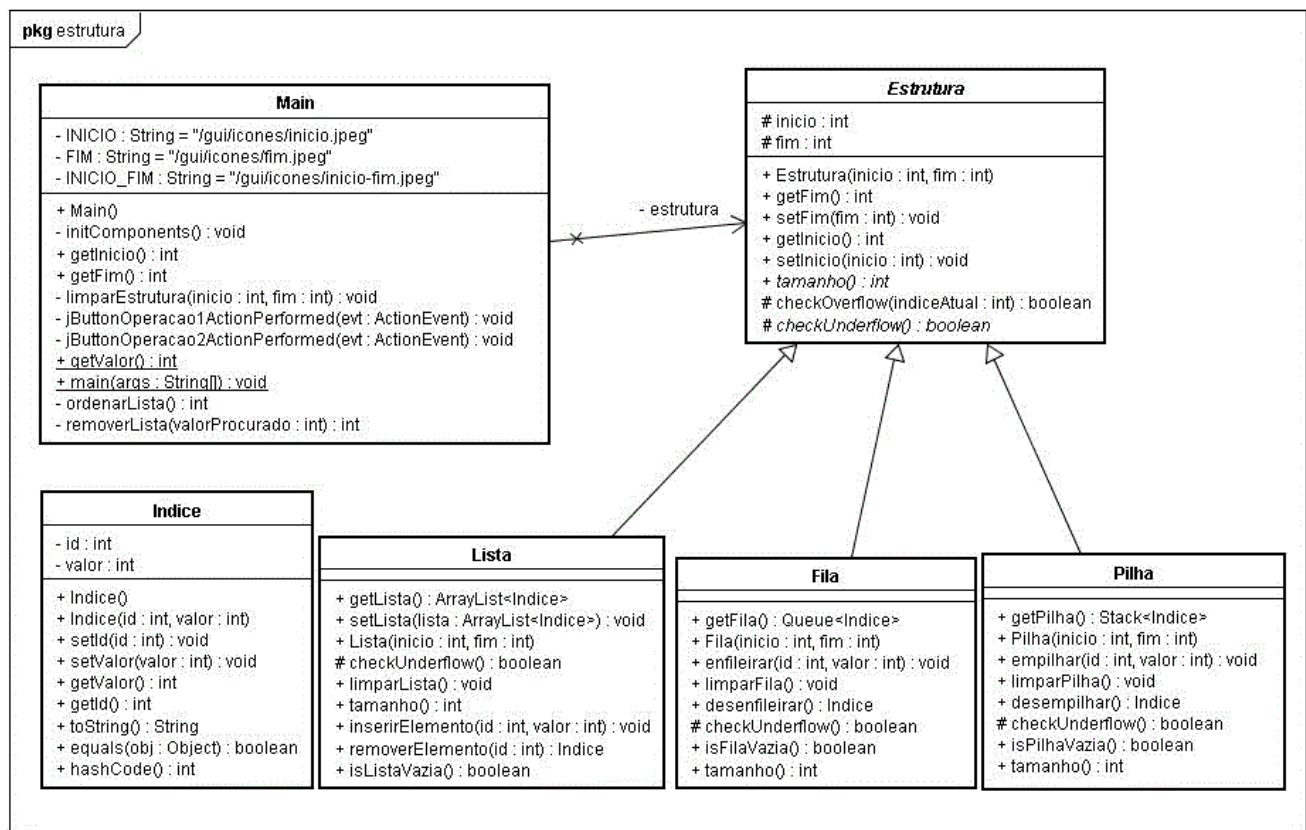 pkg estrutura
Main
- INICIO : String = "/gui/icones/inicio.jpeg"
- FIM : String = "/gui/icones/fim.jpeg"
- INICIO_FIM : String = "/gui/icones/inicio-fim.jpeg"
+ Main()
- initComponents() : void
+ getInicio() : int
+ getFim() : int
- limparEstrutura(inicio : int, fim : int) : void
- jButtonOperacao1ActionPerformed(evt : ActionEvent) : void
- jButtonOperacao2ActionPerformed(evt : ActionEvent) : void
+ getValor() : int
+ main(args : String[]) : void
- ordenarLista() : int
- removerLista(valorProcurado : int) : int
- estrutura
Estrutura
# inicio : int
# fim : int
+ Estrutura(inicio : int, fim : int)
+ getFim() : int
+ setFim(fim : int) : void
+ getInicio() : int
+ setInicio(inicio : int) : void
+ tamanho() : int
# checkOverflow(indiceAtual : int) : boolean
# checkUnderflow() : boolean
Indice
- id : int
- valor : int
+ Indice()
+ Indice(id : int, valor : int)
+ setId(id : int) : void
+ setValor(valor : int) : void
+ getValor() : int
+ getId() : int
+ toString() : String
+ equals(obj : Object) : boolean
+ hashCode() : int
Lista
+ getLista() : ArrayList<Indice>
+ setLista(lista : ArrayList<Indice>) : void
+ Lista(inicio : int, fim : int)
# checkUnderflow() : boolean
+ limparLista() : void
+ tamanho() : int
+ inserirElemento(id : int, valor : int) : void
+ removerElemento(id : int) : Indice
+ isListaVazia() : boolean
Fila
+ getFila() : Queue<Indice>
+ Fila(inicio : int, fim : int)
+ enfileirar(id : int, valor : int) : void
+ limparFila() : void
+ desenfileirar() : Indice
# checkUnderflow() : boolean
+ isFilaVazia() : boolean
+ tamanho() : int
Pilha
+ getPilha() : Stack<Indice>
+ Pilha(inicio : int, fim : int)
+ empilhar(id : int, valor : int) : void
+ limparPilha() : void
+ desempilhar() : Indice
# checkUnderflow() : boolean
+ isPilhaVazia() : boolean
+ tamanho() : int